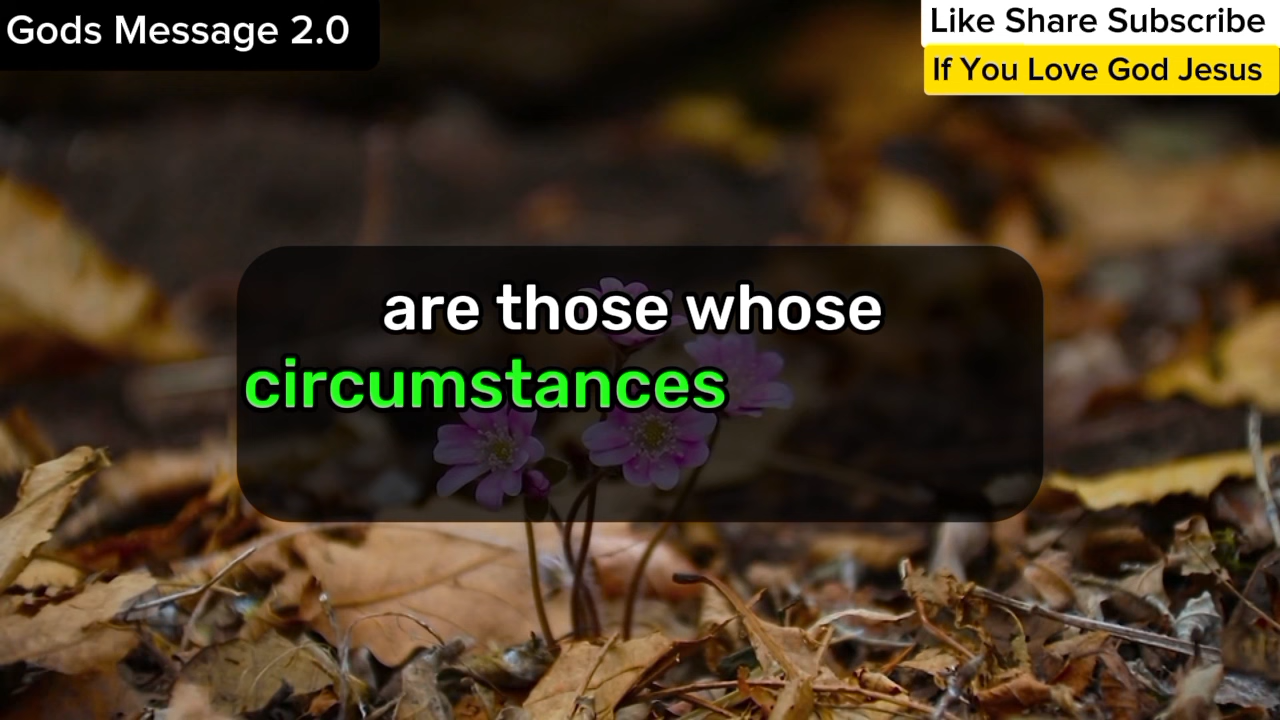 Gods Message 2.0
Like Share Subscribe
If You Love God Jesus
are those whose
circumstances